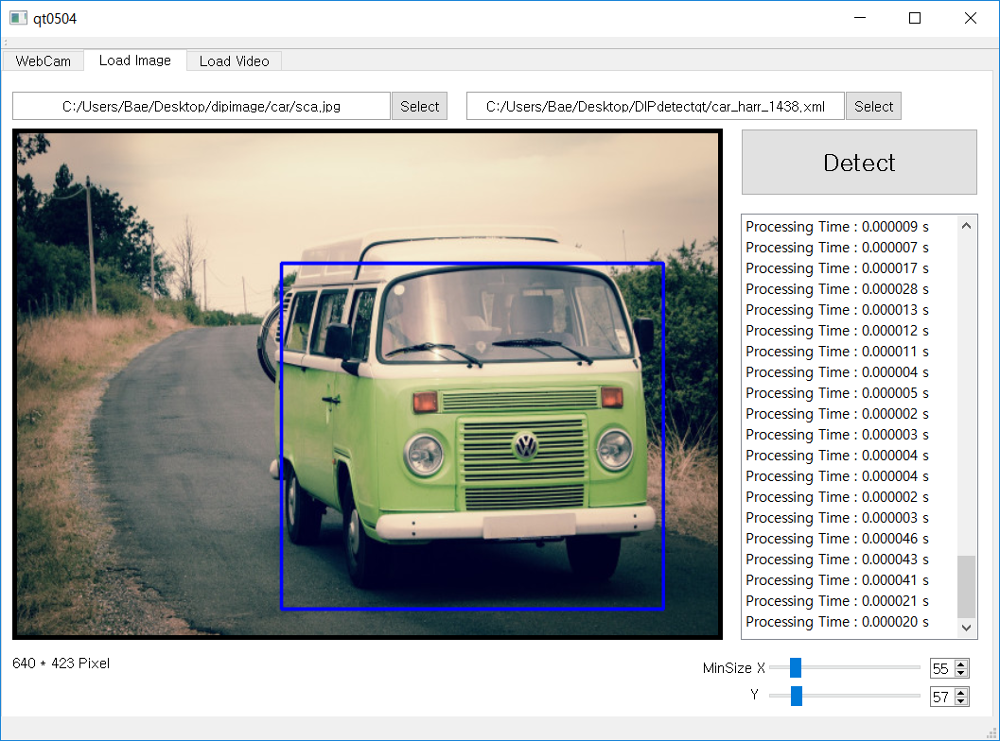 qt0504
WebCam Load Image Load Video
C:/Users/Bae/Desktop/dipimage/car/sca.jpg Select C:/Users/Bae/Desktop/DIPdetectqt/car_harr_1438.xml Select
Detect
Processing Time : 0.000009 s
Processing Time : 0.000007 s
Processing Time : 0.000017 s
Processing Time : 0.000028 s
Processing Time : 0.000013 s
Processing Time : 0.000012 s
Processing Time : 0.000011 s
Processing Time : 0.000004 s
Processing Time : 0.000005 s
Processing Time : 0.000002 s
Processing Time : 0.000003 s
Processing Time : 0.000004 s
Processing Time : 0.000004 s
Processing Time : 0.000002 s
Processing Time : 0.000003 s
Processing Time : 0.000046 s
Processing Time : 0.000043 s
Processing Time : 0.000041 s
Processing Time : 0.000021 s
Processing Time : 0.000020 s
640 * 423 Pixel
MinSize X 55
Y 57